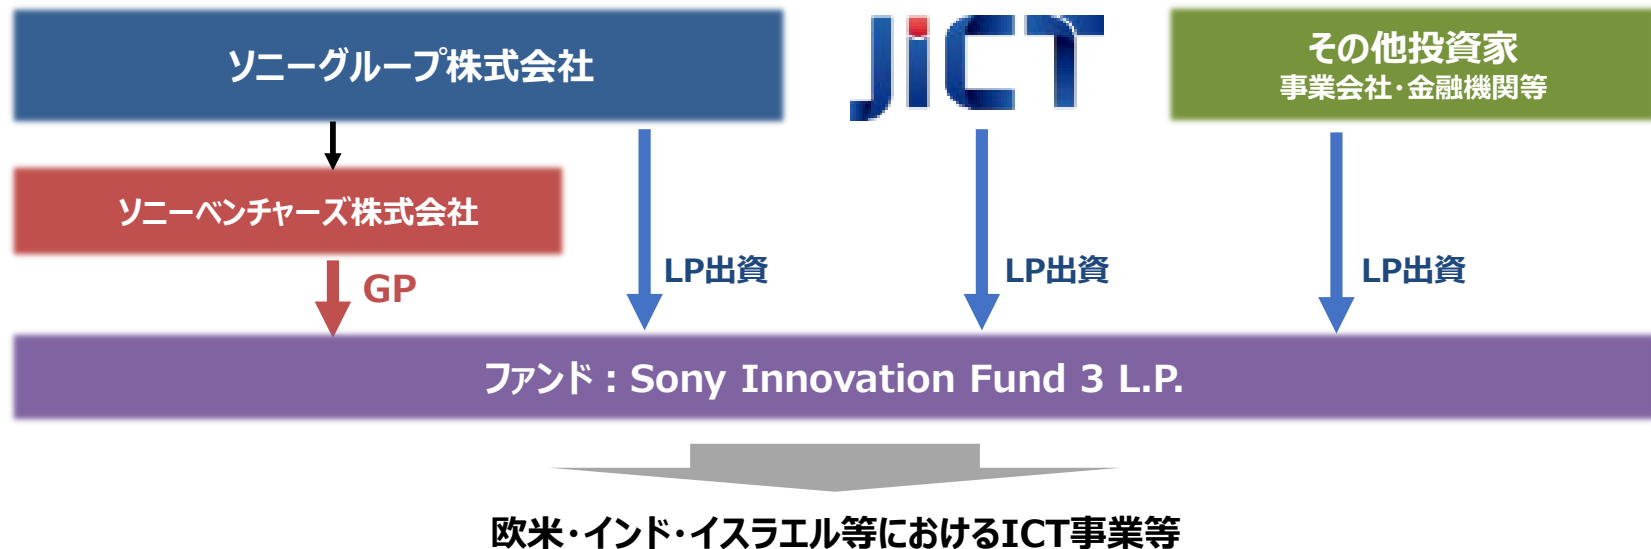 ソニーグループ株式会社
JICT
その他投資家
事業会社・金融機関等
ソニーベンチャーズ株式会社
GP
LP出資
LP出資
LP出資
ファンド：Sony Innovation Fund 3 L.P.
欧米・インド・イスラエル等におけるICT事業等